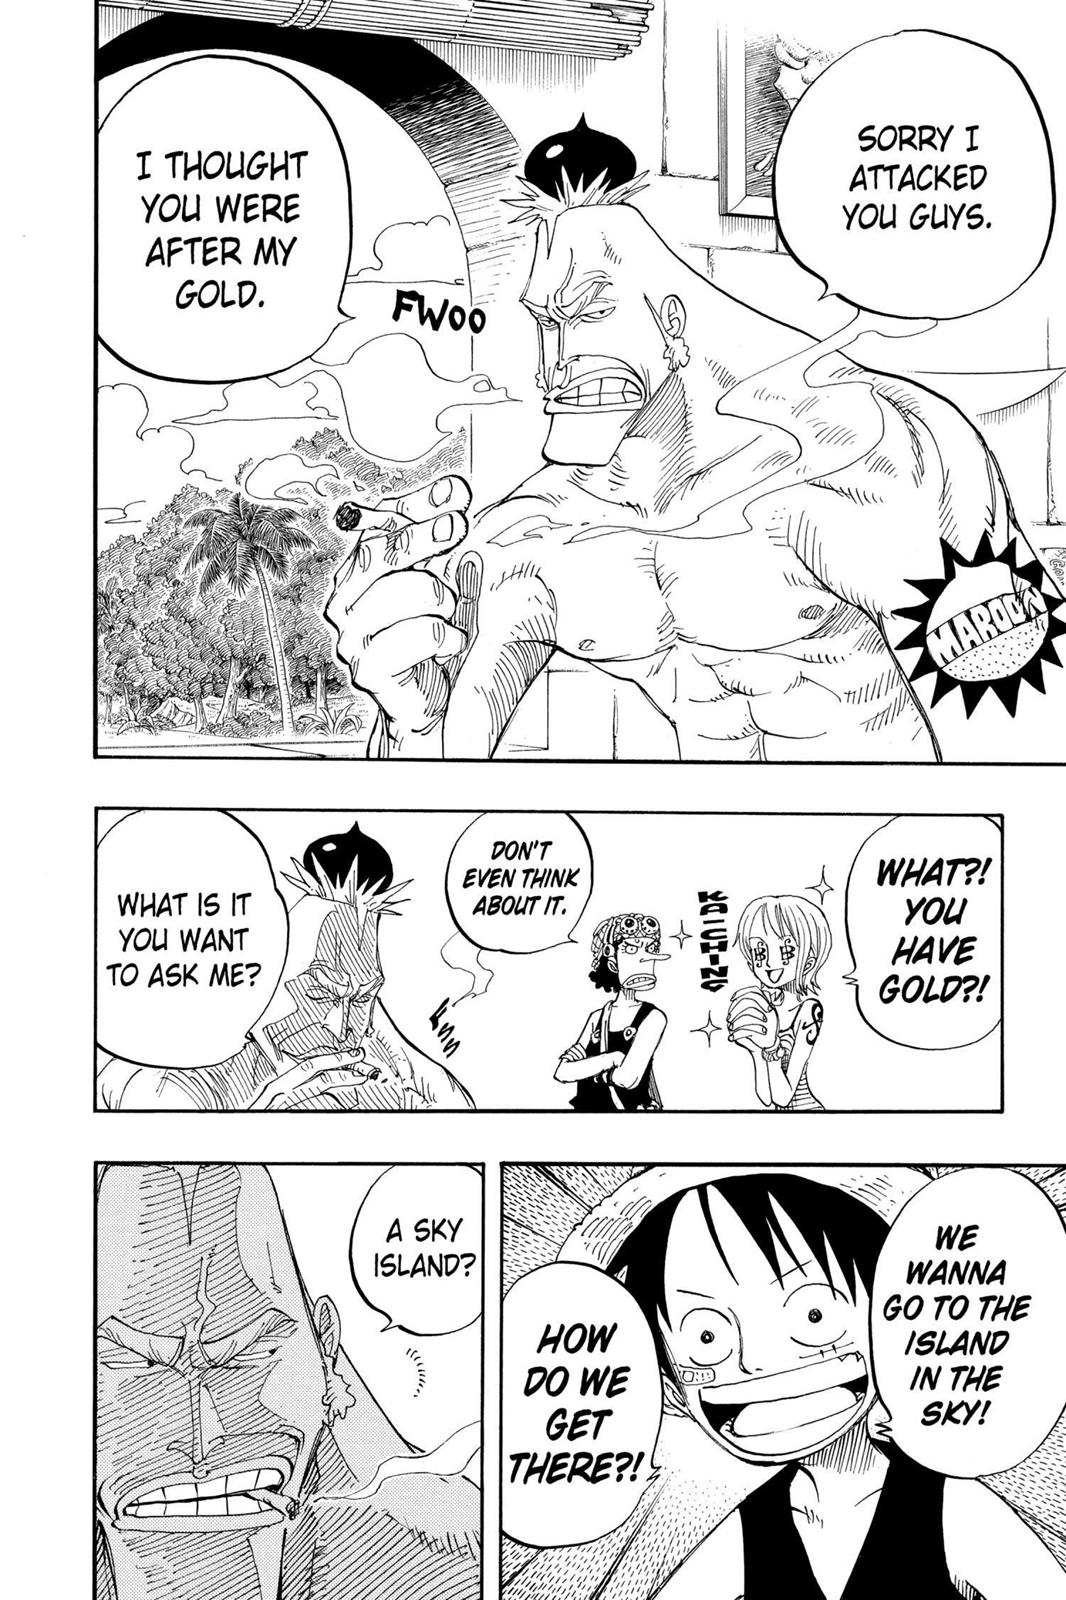 SORRY I
ATTACKED
YOU GUYS.
I THOUGHT
YOU WERE
AFTER MY
GOLD.
FWOO
WHAT?!
YOU
HAVE
GOLD?!
KA-CHING
DON'T
EVEN THINK
ABOUT IT.
FSSS
WHAT IS IT
YOU WANT
TO ASK ME?
WE
WANNA
GO TO THE
ISLAND
IN THE
SKY!
HOW
DO WE
GET
THERE?!
A SKY
ISLAND?